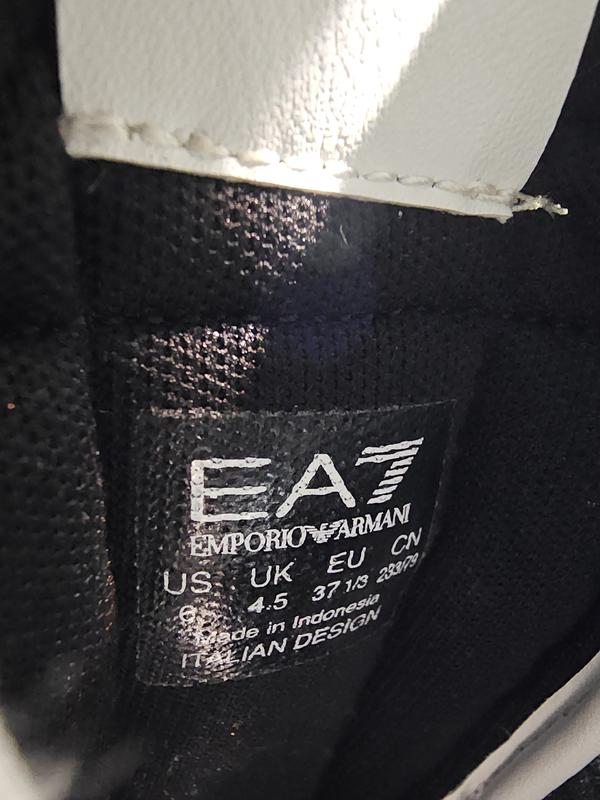 EA7
EMPORIO ARMANI
US UK EU CN
4.5 37 1/3 233/79
Made in Indonesia
ITALIAN DESIGN